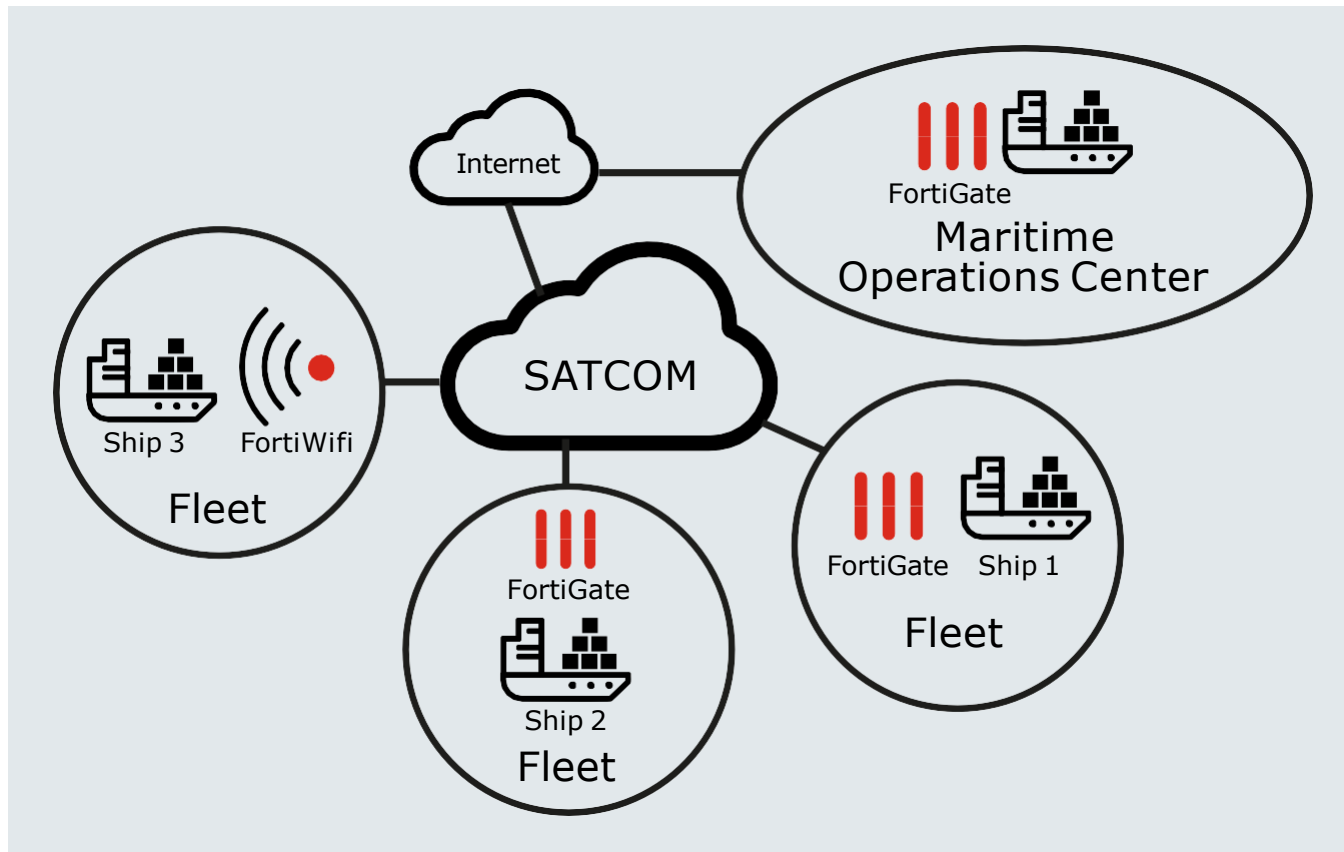 Internet
FortiGate
Maritime
Operations Center
SATCOM
Ship 3
FortiWifi
Fleet
FortiGate
Ship 1
Fleet
FortiGate
Ship 2
Fleet